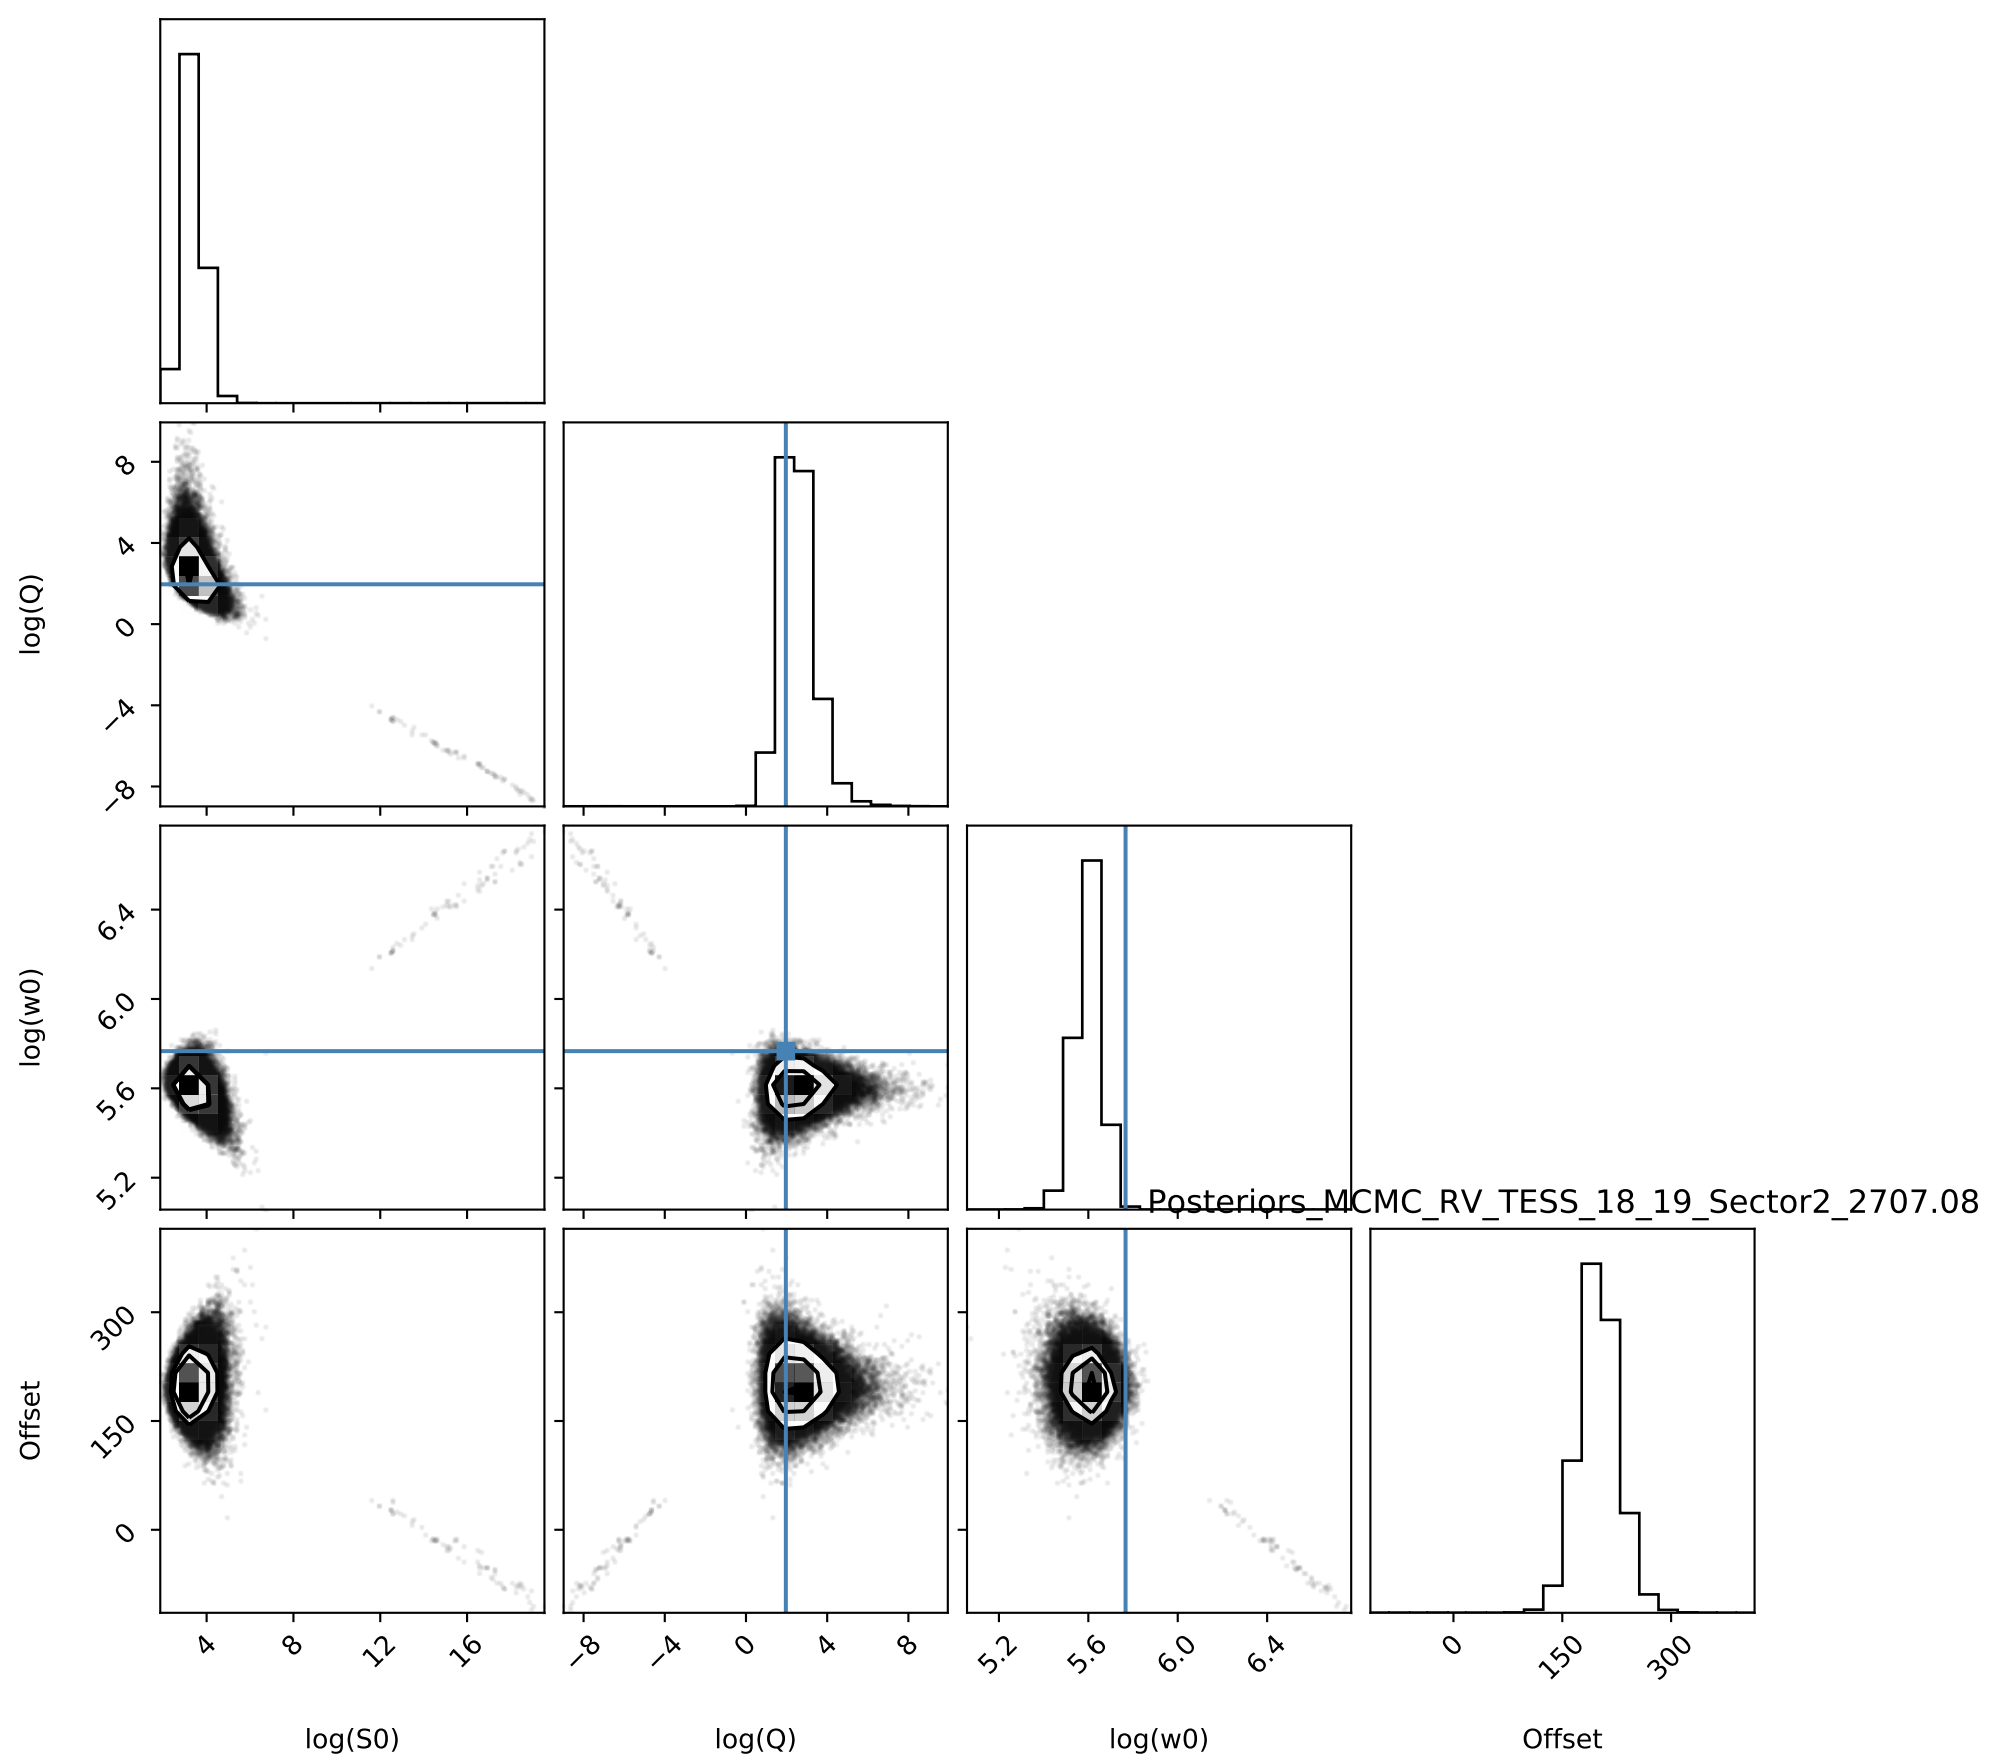 log(Q)
8
4
0
−4
−8
log(w0)
6.4
6.0
5.6
5.2
Posteriors_MCMC_RV_TESS_18_19_Sector2_2707.08
Offset
300
150
0
4 8 12 16 −8 −4 0 4 8 5.2 5.6 6.0 6.4 0 150 300
log(S0) log(Q) log(w0) Offset